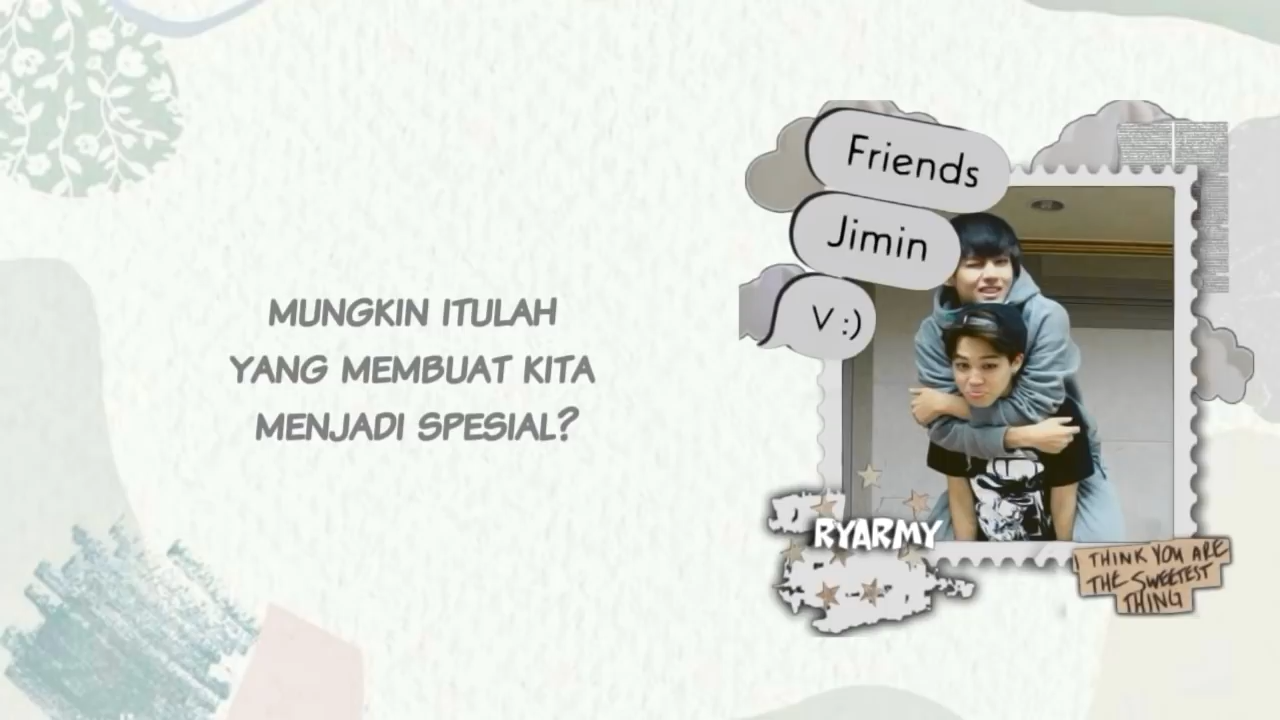 MUNGKIN ITULAH
YANG MEMBUAT KITA
MENJADI SPESIAL?
Friends
Jimin
V :)
RYARMY
I THINK YOU ARE
THE SWEETEST
THING